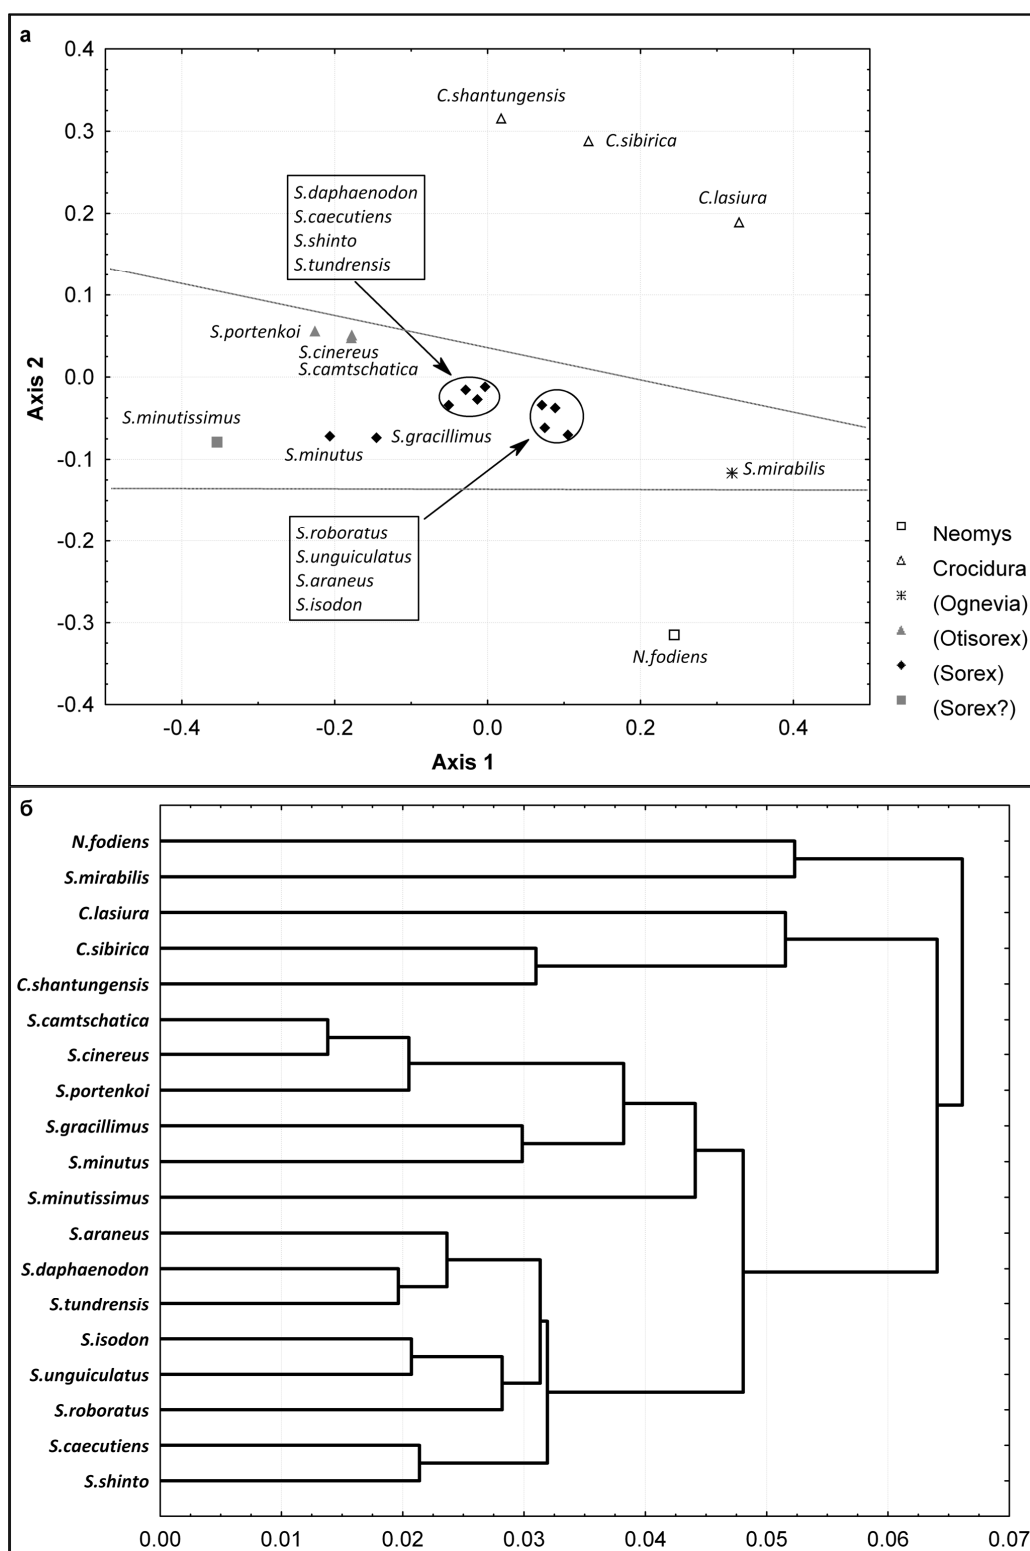 a
0.4
0.3
0.2
0.1
0.0
-0.1
-0.2
-0.3
-0.4
Axis 2
C.shantungensis
C.sibirica
C.lasiura
S.daphaenodon
S.caecutiens
S.shinto
S.tundrensis
S.portenkoi
S.cinereus
S.camtschatica
S.minutissimus
S.gracillimus
S.minutus
S.mirabilis
S.roboratus
S.unguiculatus
S.araneus
S.isodon
N.fodiens
-0.4 -0.2 0.0 0.2 0.4
Axis 1
Neomys
Crocidura
(Ognevia)
(Otisorex)
(Sorex)
(Sorex?)
б
N.fodiens
S.mirabilis
C.lasiura
C.sibirica
C.shantungensis
S.camtschatica
S.cinereus
S.portenkoi
S.gracillimus
S.minutus
S.minutissimus
S.araneus
S.daphaenodon
S.tundrensis
S.isodon
S.unguiculatus
S.roboratus
S.caecutiens
S.shinto
0.00 0.01 0.02 0.03 0.04 0.05 0.06 0.07